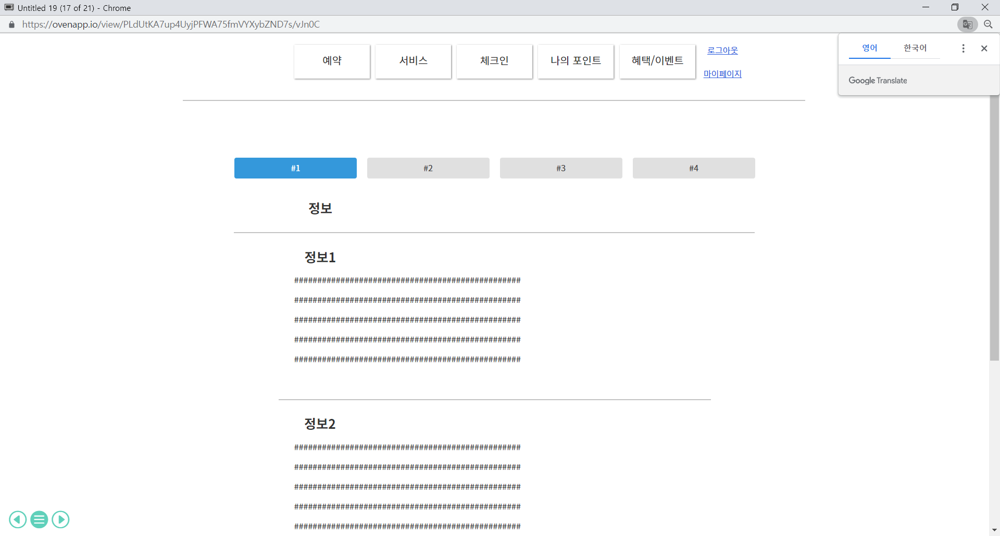 Untitled 19 (17 of 21) - Chrome
https://ovenapp.io/view/PLdUtKA7up4UyjPFWA75fmVYXybZND7s/vJn0C
영어 한국어
Google Translate
예약 서비스 체크인 나의 포인트 혜택/이벤트 로그아웃
마이페이지
#1 #2 #3 #4
정보
정보1
#################################################
#################################################
#################################################
#################################################
#################################################
정보2
#################################################
#################################################
#################################################
#################################################
#################################################